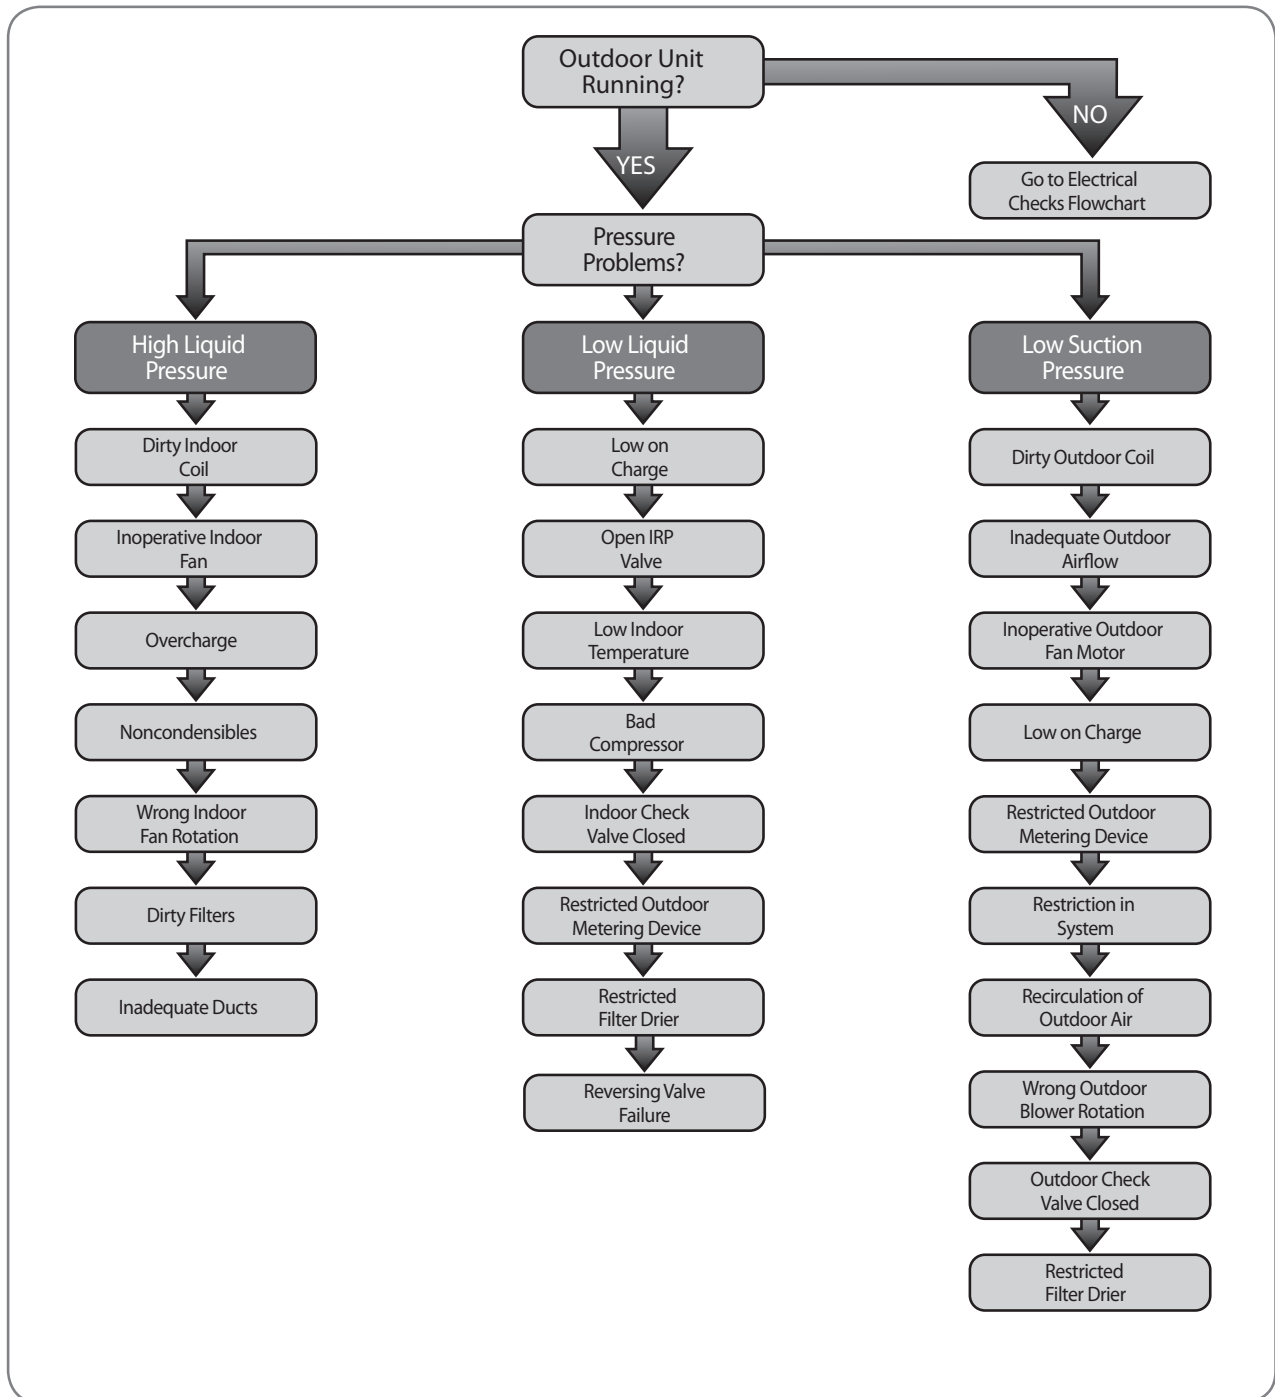 Outdoor Unit
Running?
NO
YES
Go to Electrical
Checks Flowchart
Pressure
Problems?
High Liquid
Pressure
Dirty Indoor
Coil
Inoperative Indoor
Fan
Overcharge
Noncondensibles
Wrong Indoor
Fan Rotation
Dirty Filters
Inadequate Ducts
Low Liquid
Pressure
Low on
Charge
Open IRP
Valve
Low Indoor
Temperature
Bad
Compressor
Indoor Check
Valve Closed
Restricted Outdoor
Metering Device
Restricted
Filter Drier
Reversing Valve
Failure
Low Suction
Pressure
Dirty Outdoor Coil
Inadequate Outdoor
Airflow
Inoperative Outdoor
Fan Motor
Low on Charge
Restricted Outdoor
Metering Device
Restriction in
System
Recirculation of
Outdoor Air
Wrong Outdoor
Blower Rotation
Outdoor Check
Valve Closed
Restricted
Filter Drier